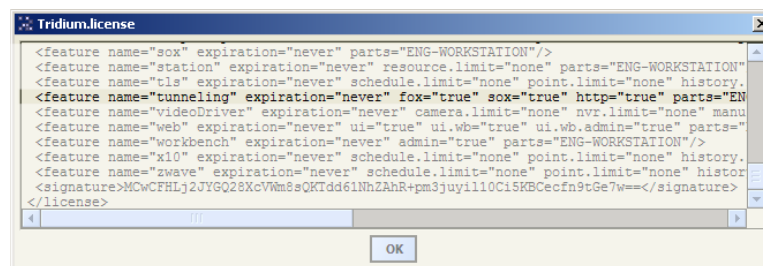 Tridium.license
<feature name="sox" expiration="never" parts="ENG-WORKSTATION"/>
<feature name="station" expiration="never" resource.limit="none" parts="ENG-WORKSTATION"
<feature name="tls" expiration="never" schedule.limit="none" point.limit="none" history.
<feature name="tunneling" expiration="never" fox="true" sox="true" http="true" parts="EN
<feature name="videoDriver" expiration="never" camera.limit="none" nvr.limit="none" manu
<feature name="web" expiration="never" ui="true" ui.wb="true" ui.wb.admin="true" parts="
<feature name="workbench" expiration="never" admin="true" parts="ENG-WORKSTATION"/>
<feature name="x10" expiration="never" schedule.limit="none" point.limit="none" history.
<feature name="zwave" expiration="never" schedule.limit="none" point.limit="none" histor
<signature>MCwCFHLj2JYGQ28XcVWm8sQKTdd61NhZAhR+pm3juyil10Ci5KBCecfn9tGe7w==</signature>
</license>
OK